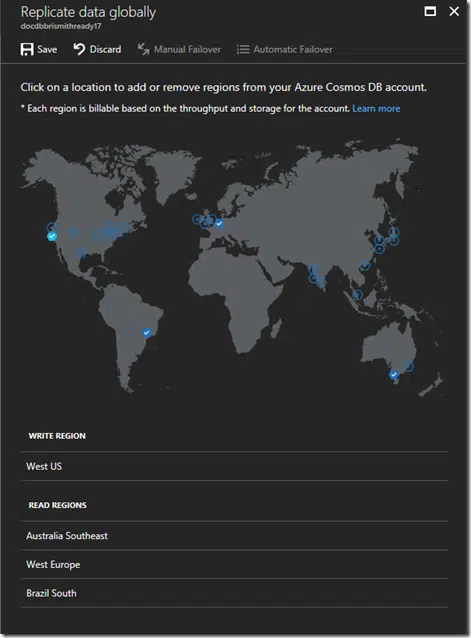 Replicate data globally
docdbbrismithready17
Save Discard Manual Failover Automatic Failover
Click on a location to add or remove regions from your Azure Cosmos DB account.
* Each region is billable based on the throughput and storage for the account. Learn more
WRITE REGION
West US
READ REGIONS
Australia Southeast
West Europe
Brazil South